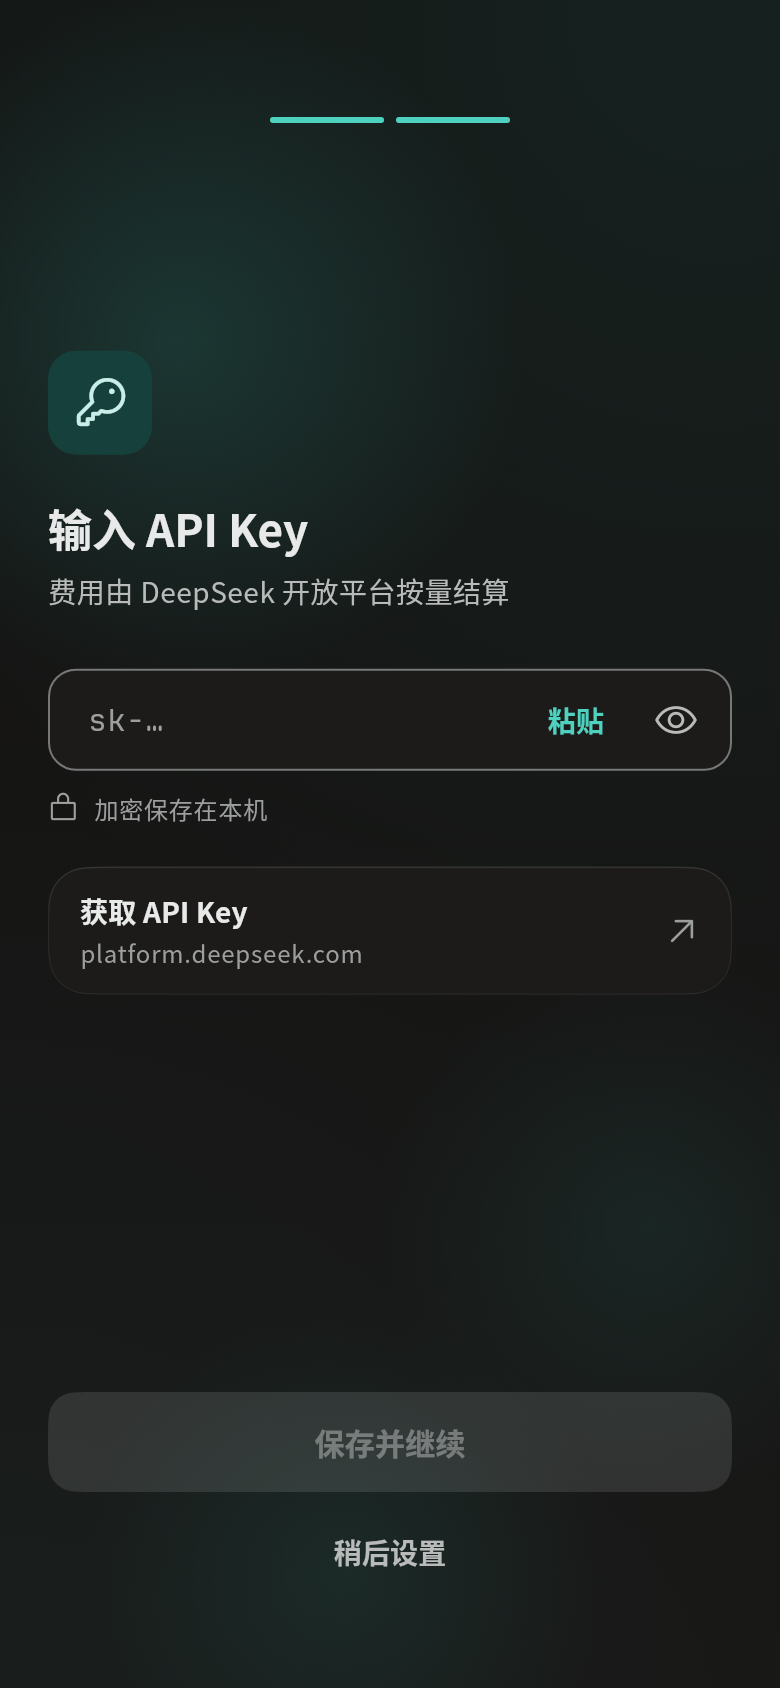 输入 API Key
费用由 DeepSeek 开放平台按量结算
sk-…
粘贴
加密保存在本机
获取 API Key
platform.deepseek.com
保存并继续
稍后设置